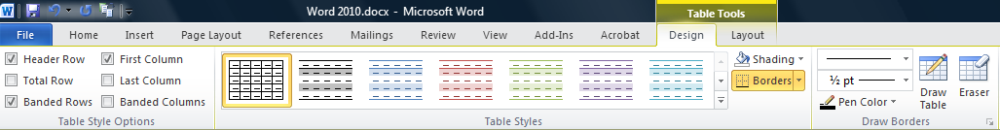 Word 2010.docx - Microsoft Word
Table Tools
File Home Insert Page Layout References Mailings Review View Add-Ins Acrobat Design Layout
Header Row First Column
Total Row Last Column
Banded Rows Banded Columns
Table Style Options
Table Styles
Shading
Borders
½ pt
Pen Color
Draw Table
Eraser
Draw Borders